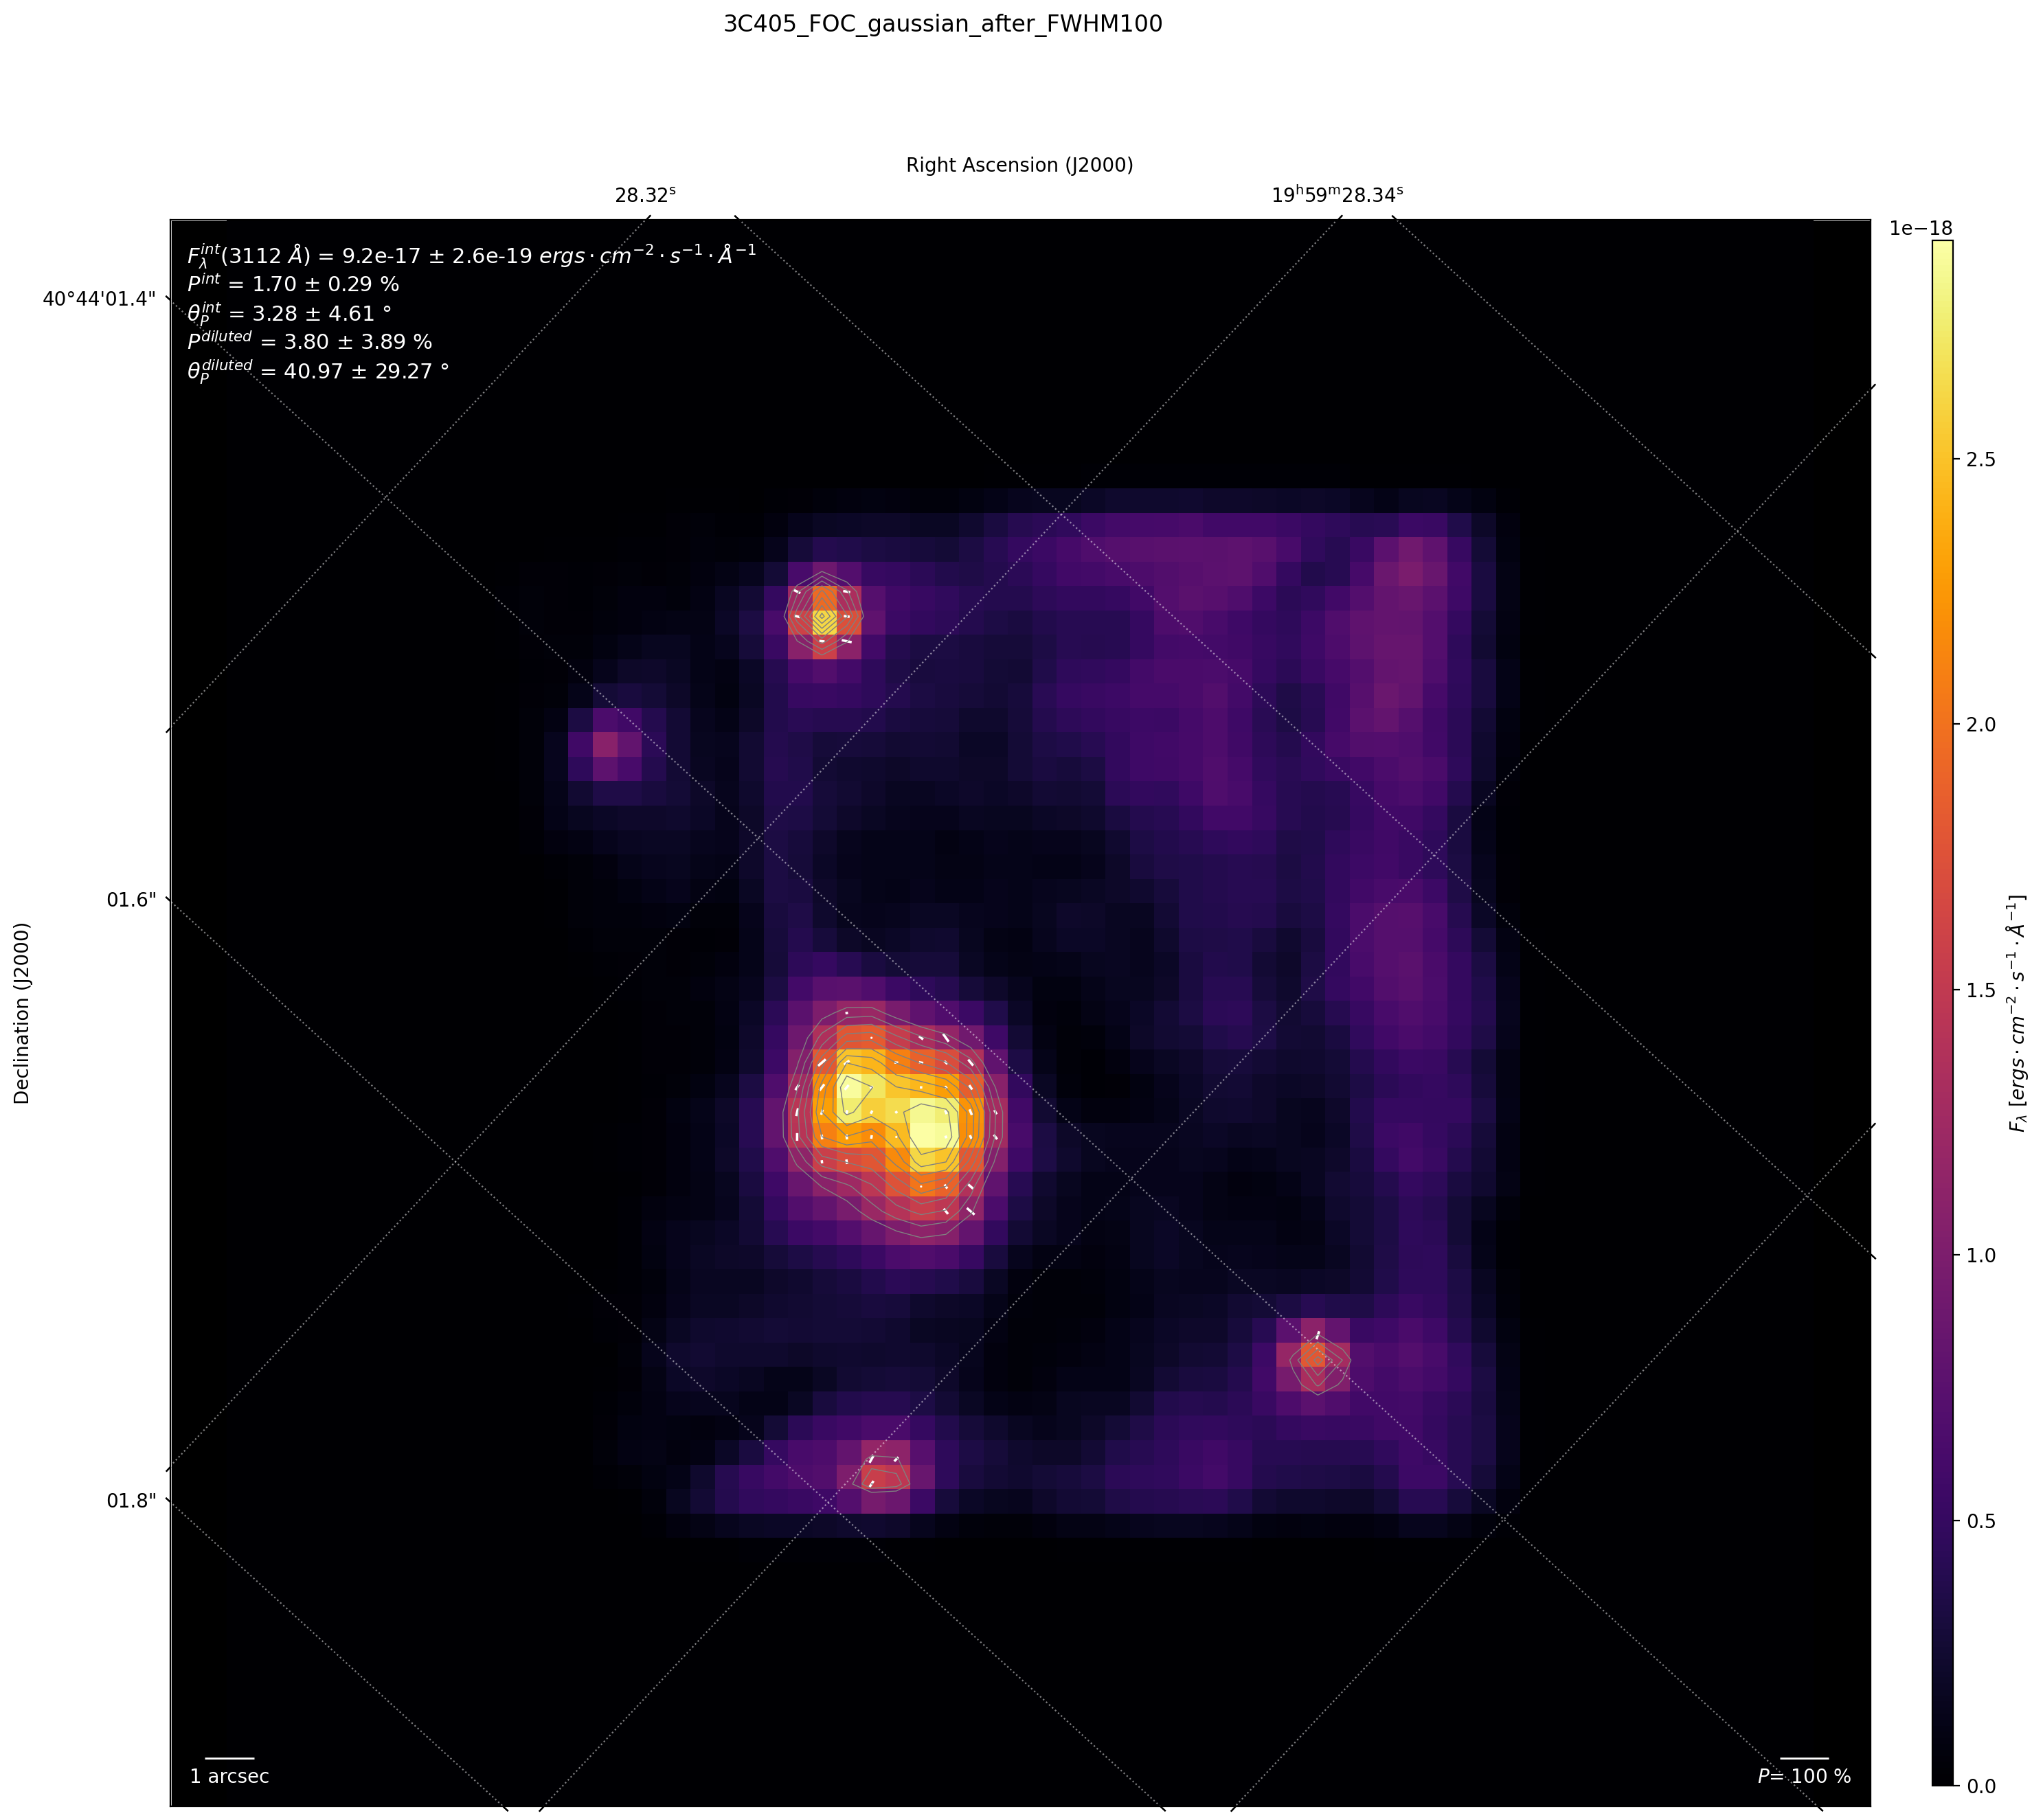 3C405_FOC_gaussian_after_FWHM100
Right Ascension (J2000)
28.32ˢ
19ʰ59ᵐ28.34ˢ
1e−18
F_λ^int(3112 Å) = 9.2e-17 ± 2.6e-19 ergs · cm⁻² · s⁻¹ · Å⁻¹
P^int = 1.70 ± 0.29 %
θ_P^int = 3.28 ± 4.61 °
P^diluted = 3.80 ± 3.89 %
θ_P^diluted = 40.97 ± 29.27 °
40°44'01.4"
01.6"
01.8"
Declination (J2000)
2.5
2.0
1.5
1.0
0.5
0.0
F_λ [ergs · cm⁻² · s⁻¹ · Å⁻¹]
1 arcsec
P= 100 %